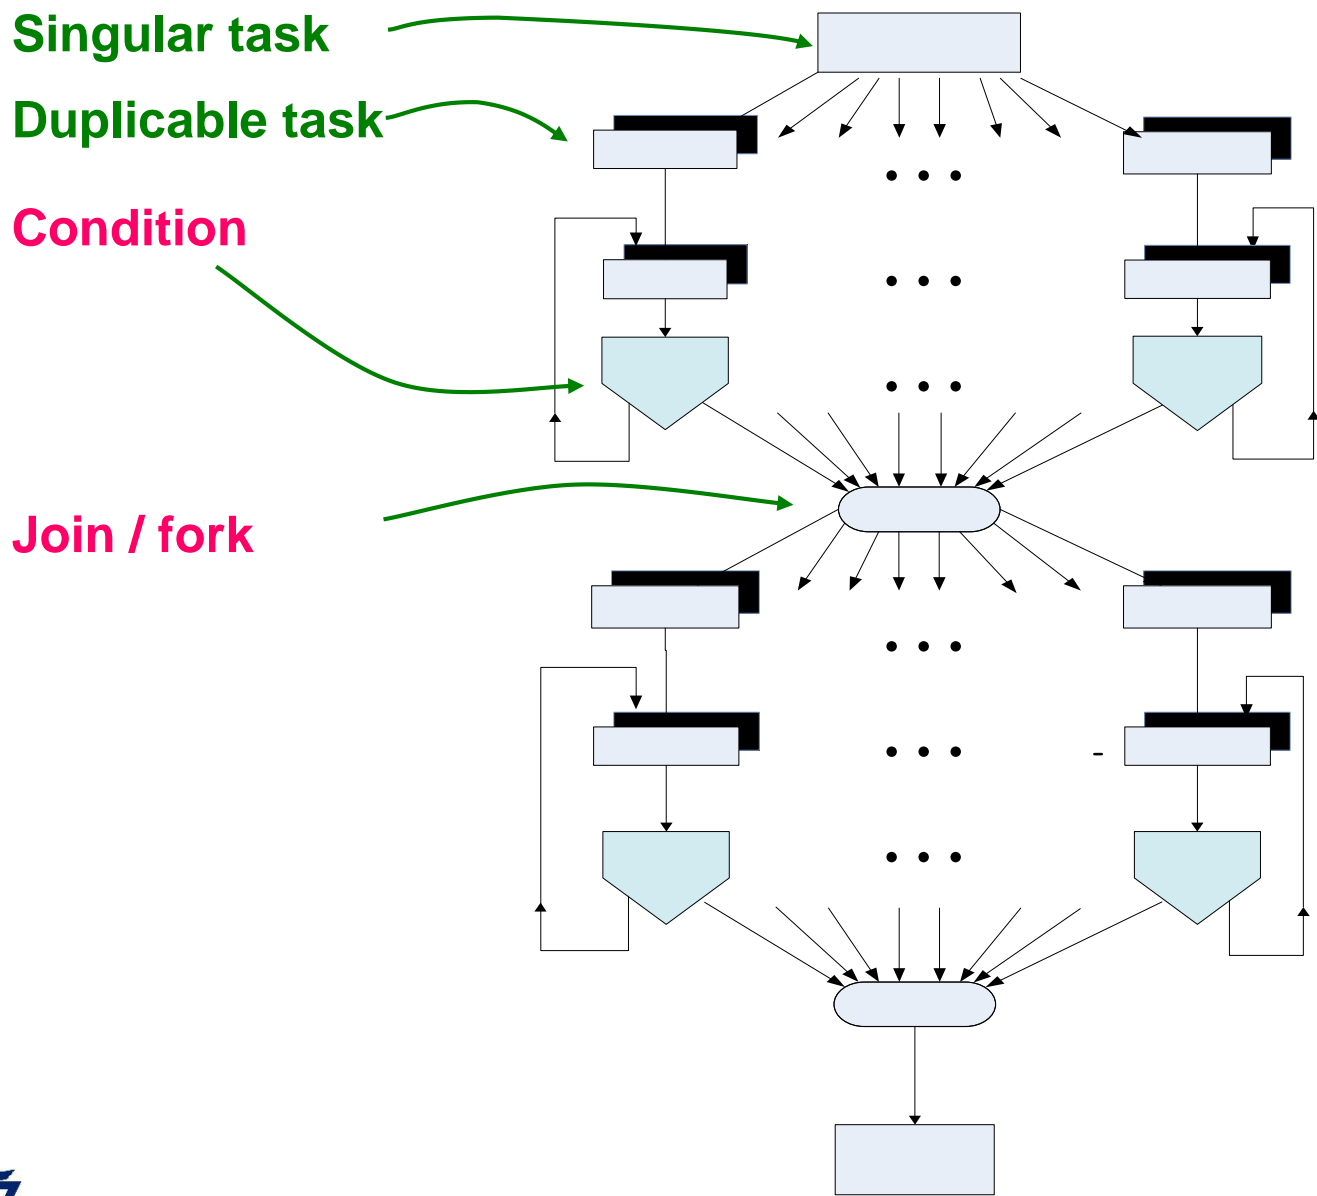 Singular task
Duplicable task
Condition
Join / fork
-